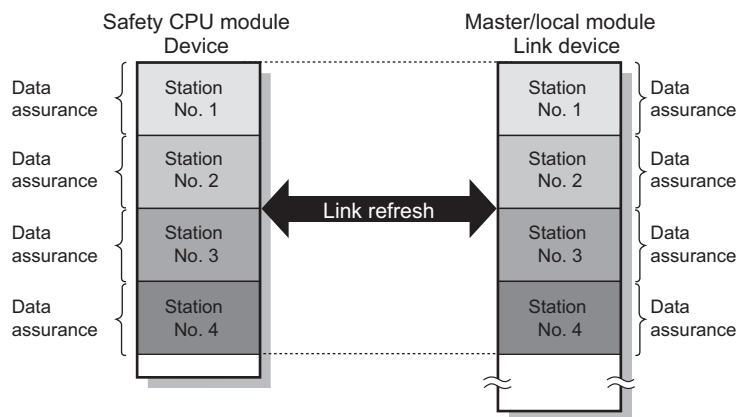 Safety CPU module
Device
Master/local module
Link device
Data
assurance
Station
No. 1
Station
No. 1
Data
assurance
Data
assurance
Station
No. 2
Station
No. 2
Data
assurance
Link refresh
Data
assurance
Station
No. 3
Station
No. 3
Data
assurance
Data
assurance
Station
No. 4
Station
No. 4
Data
assurance